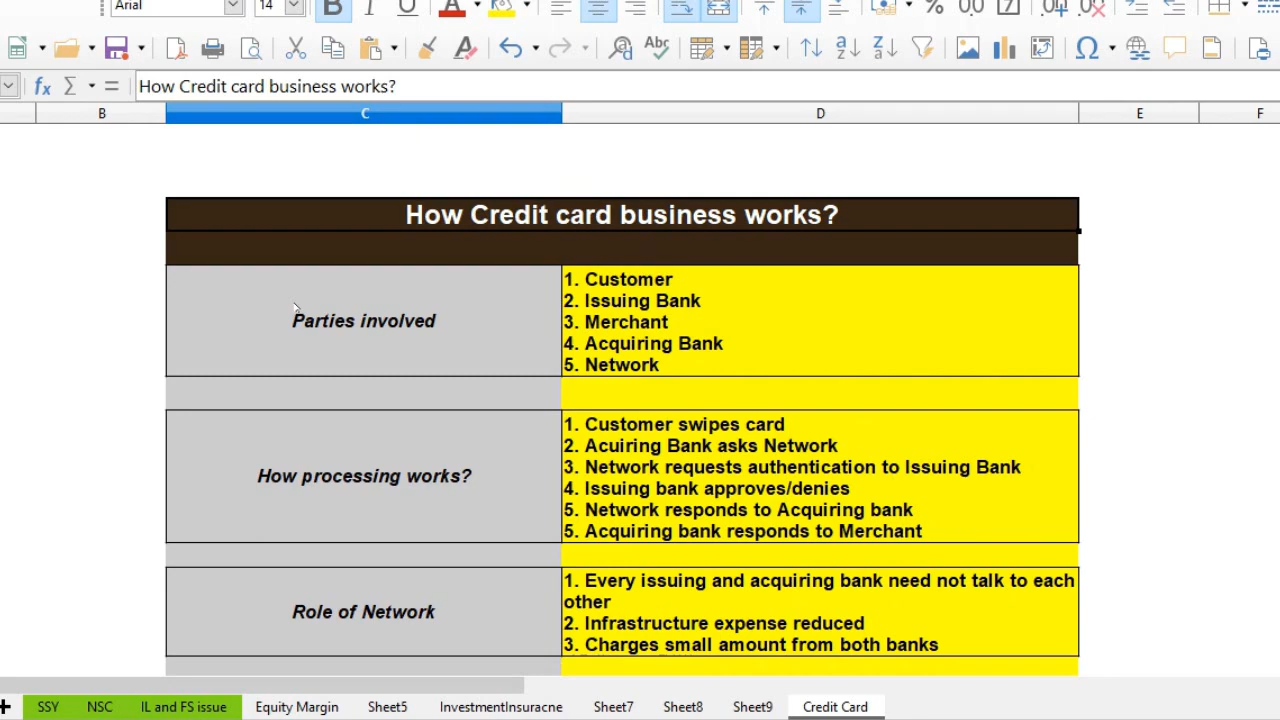 Arial 14 B I U A %
Abc
fx Σ = How Credit card business works?
B C D E F
How Credit card business works?
Parties involved
1. Customer
2. Issuing Bank
3. Merchant
4. Acquiring Bank
5. Network
How processing works?
1. Customer swipes card
2. Acuiring Bank asks Network
3. Network requests authentication to Issuing Bank
4. Issuing bank approves/denies
5. Network responds to Acquiring bank
5. Acquiring bank responds to Merchant
Role of Network
1. Every issuing and acquiring bank need not talk to each
other
2. Infrastructure expense reduced
3. Charges small amount from both banks
SSY NSC IL and FS issue Equity Margin Sheet5 InvestmentInsuracne Sheet7 Sheet8 Sheet9 Credit Card